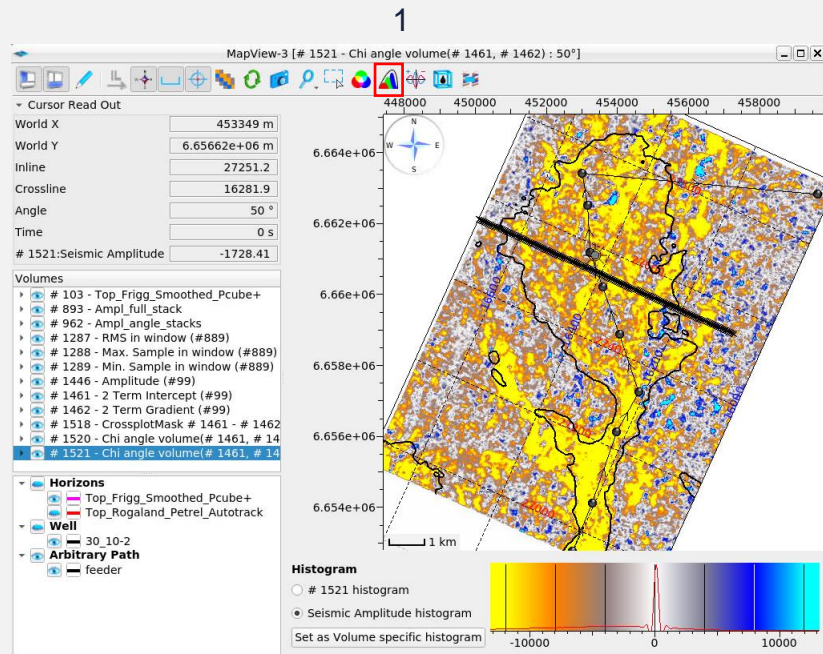 1
MapView-3 [# 1521 - Chi angle volume(# 1461, # 1462) : 50°]
Cursor Read Out
World X 453349 m
World Y 6.65662e+06 m
Inline 27251.2
Crossline 16281.9
Angle 50 °
Time 0 s
# 1521:Seismic Amplitude -1728.41
Volumes
# 103 - Top_Frigg_Smoothed_Pcube+
# 893 - Ampl_full_stack
# 962 - Ampl_angle_stacks
# 1287 - RMS in window (#889)
# 1288 - Max. Sample in window (#889)
# 1289 - Min. Sample in window (#889)
# 1446 - Amplitude (#99)
# 1461 - 2 Term Intercept (#99)
# 1462 - 2 Term Gradient (#99)
# 1518 - CrossplotMask # 1461 - # 1462
# 1520 - Chi angle volume(# 1461, # 14
# 1521 - Chi angle volume(# 1461, # 14
Horizons
Top_Frigg_Smoothed_Pcube+
Top_Rogaland_Petrel_Autotrack
Well
30_10-2
Arbitrary Path
feeder
448000 450000 452000 454000 456000 458000
N
W E
S
6.664e+06
6.662e+06
6.66e+06
6.658e+06
6.656e+06
6.654e+06
1 km
Histogram
# 1521 histogram
Seismic Amplitude histogram
Set as Volume specific histogram
-10000 0 10000